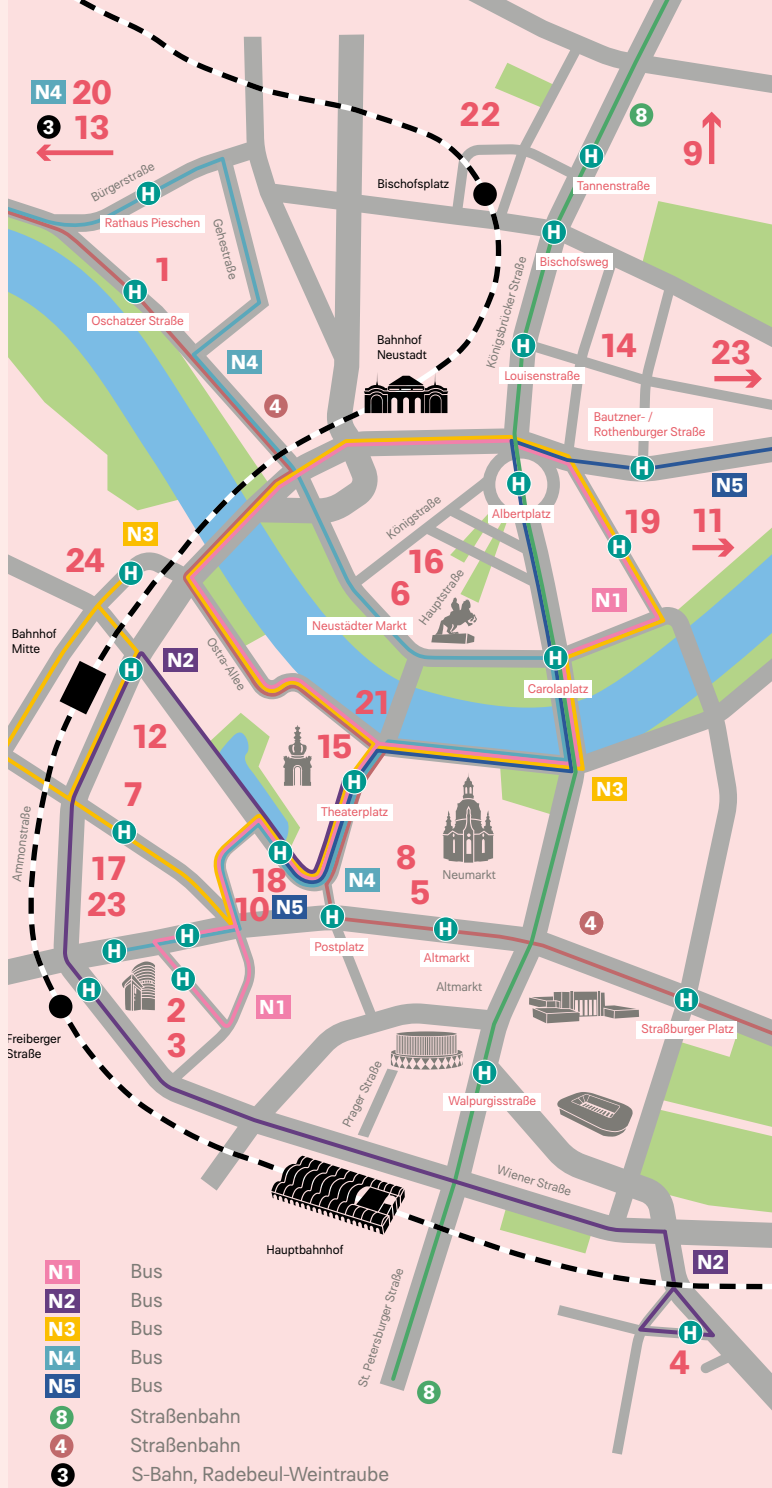 N4 20
3 13
22
8
9
Bischofsplatz
Tannenstraße
Bürgerstraße
H
Rathaus Pieschen
H
H
Bischofsweg
Gehestraße
1
H
Oschatzer Straße
Königsbrücker Straße
Bahnhof
Neustadt
H
Louisenstraße
14
23
N4
4
Bautzner- /
Rothenburger Straße
H
N5
H
Albertplatz
Königstraße
19
11
H
N3
24
H
16
6
Hauptstraße
N1
Neustädter Markt
Bahnhof
Mitte
N2
H
Ostra-Allee
H
Carolaplatz
21
12
15
H
Theaterplatz
N3
7
H
Ammonstraße
17
23
H
18
10
N5
N4
8
5
Neumarkt
H
Postplatz
H
Altmarkt
4
H
H
H
H
Altmarkt
2
3
N1
H
Straßburger Platz
Freiberger
Straße
Prager Straße
H
Walpurgisstraße
Wiener Straße
Hauptbahnhof
N2
St. Petersburger Straße
H
4
8
N1 Bus
N2 Bus
N3 Bus
N4 Bus
N5 Bus
8 Straßenbahn
4 Straßenbahn
3 S-Bahn, Radebeul-Weintraube